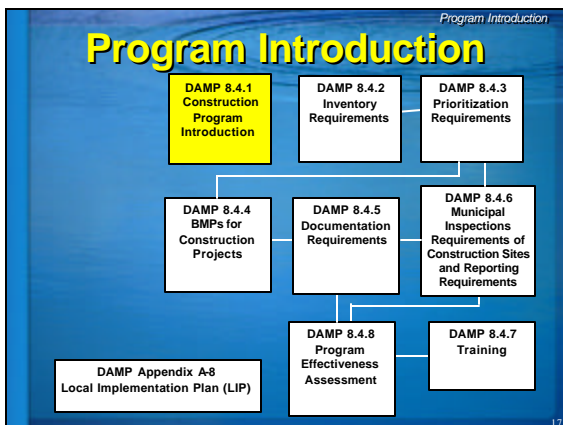 Program Introduction
Program Introduction
DAMP 8.4.1
Construction
Program
Introduction
DAMP 8.4.2
Inventory
Requirements
DAMP 8.4.3
Prioritization
Requirements
DAMP 8.4.4
BMPs for
Construction
Projects
DAMP 8.4.5
Documentation
Requirements
DAMP 8.4.6
Municipal
Inspections
Requirements of
Construction Sites
and Reporting
Requirements
DAMP 8.4.8
Program
Effectiveness
Assessment
DAMP 8.4.7
Training
DAMP Appendix A-8
Local Implementation Plan (LIP)
17